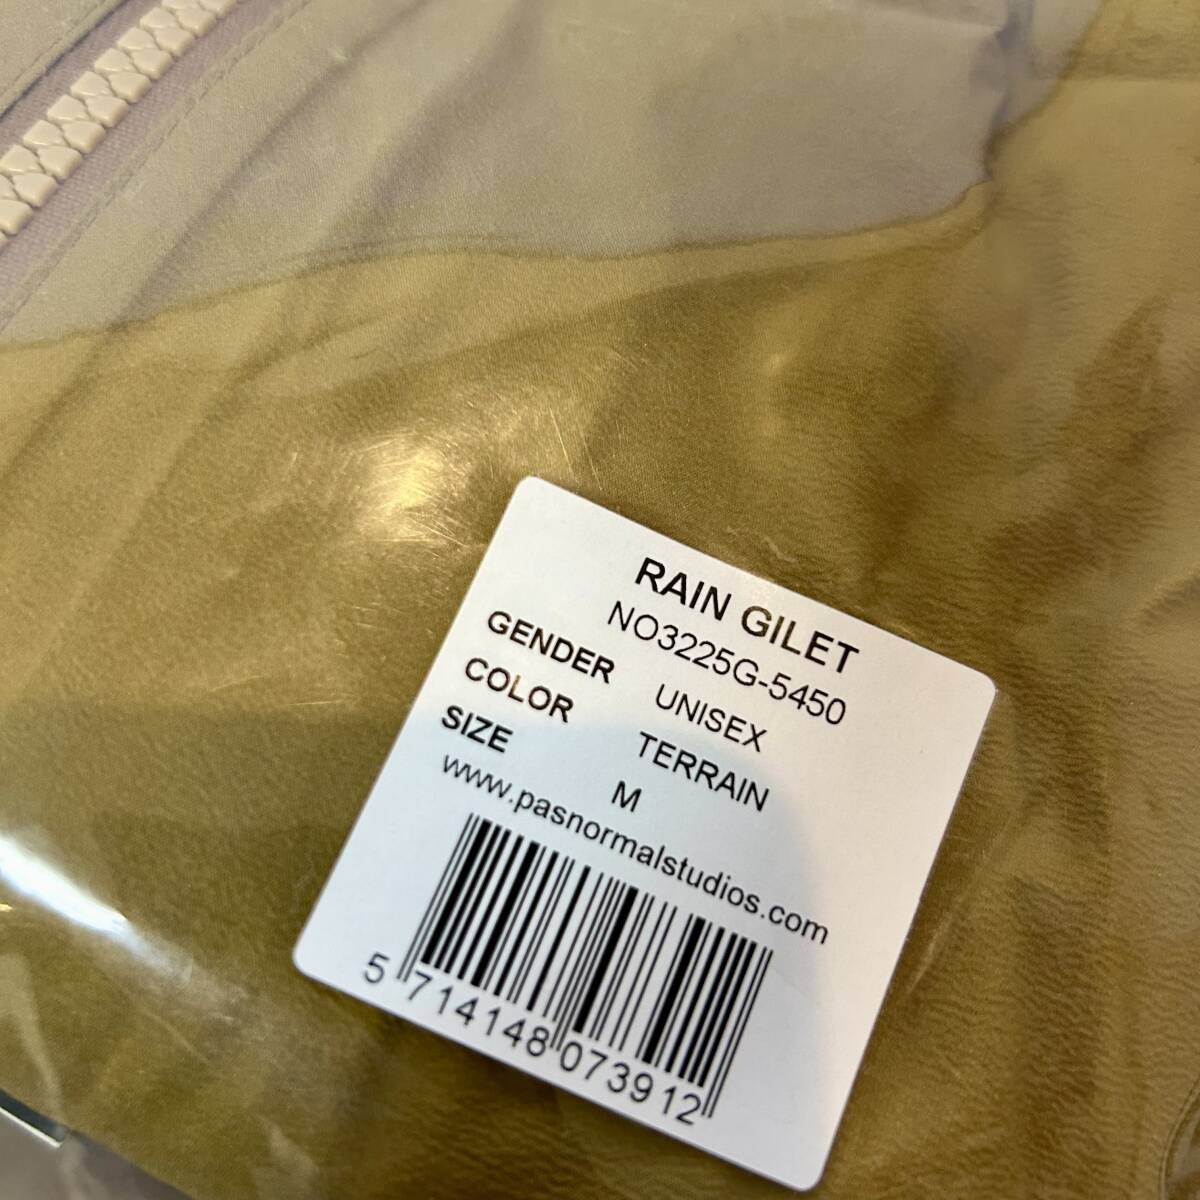 RAIN GILET
NO3225G-5450
GENDER UNISEX
COLOR TERRAIN
SIZE M
www.pasnormalstudios.com
5 714148 073912